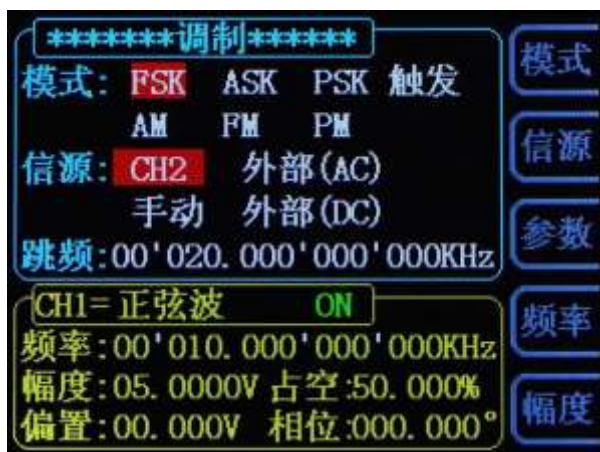 *******调制******
模式: FSK ASK PSK 触发
AM FM PM
信源: CH2 外部(AC)
手动 外部(DC)
跳频:00'020.000'000'000KHz
CH1=正弦波 ON
频率:00'010.000'000'000KHz
幅度:05.0000V 占空:50.000%
偏置:00.000V 相位:000.000°
模式
信源
参数
频率
幅度